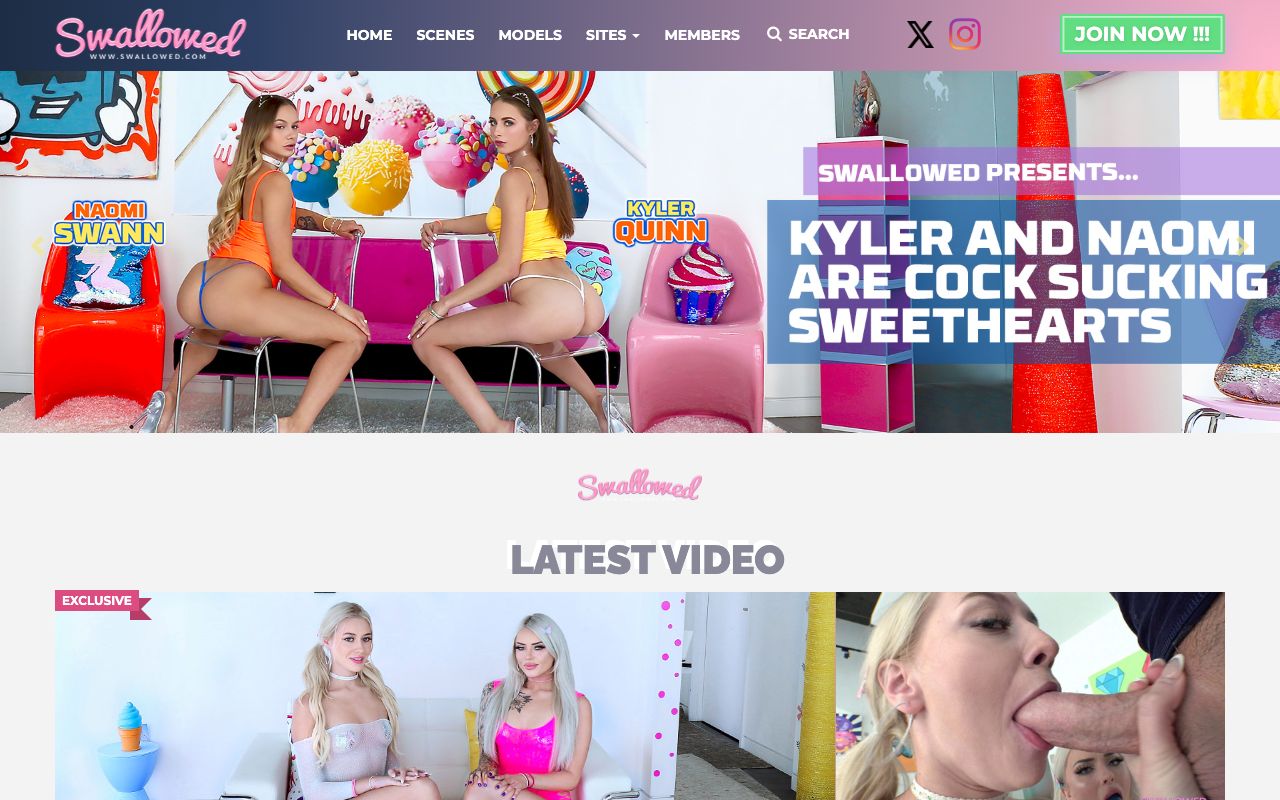 Swallowed
WWW.SWALLOWED.COM
HOME
SCENES
MODELS
SITES
MEMBERS
SEARCH
JOIN NOW !!!
SWALLOWED PRESENTS...
NAOMI
SWANN
KYLER
QUINN
KYLER AND NAOMI
ARE COCK SUCKING
SWEETHEARTS
Swallowed
LATEST VIDEO
EXCLUSIVE